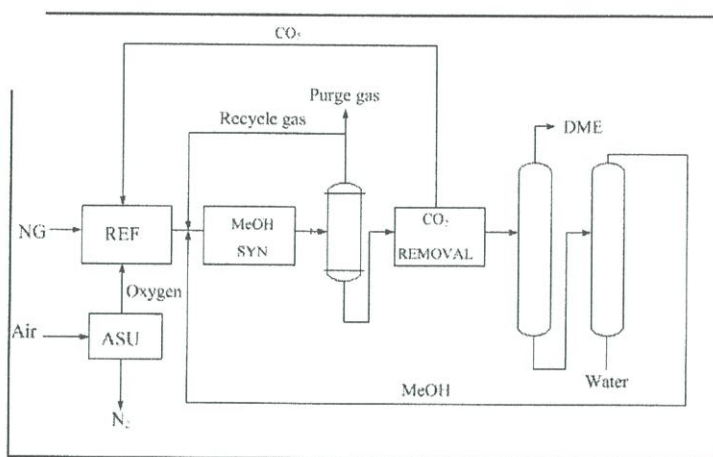 CO₂
Purge gas
Recycle gas
DME
NG
REF
MeOH
SYN
CO₂
REMOVAL
Oxygen
Air
ASU
Water
MeOH
N₂